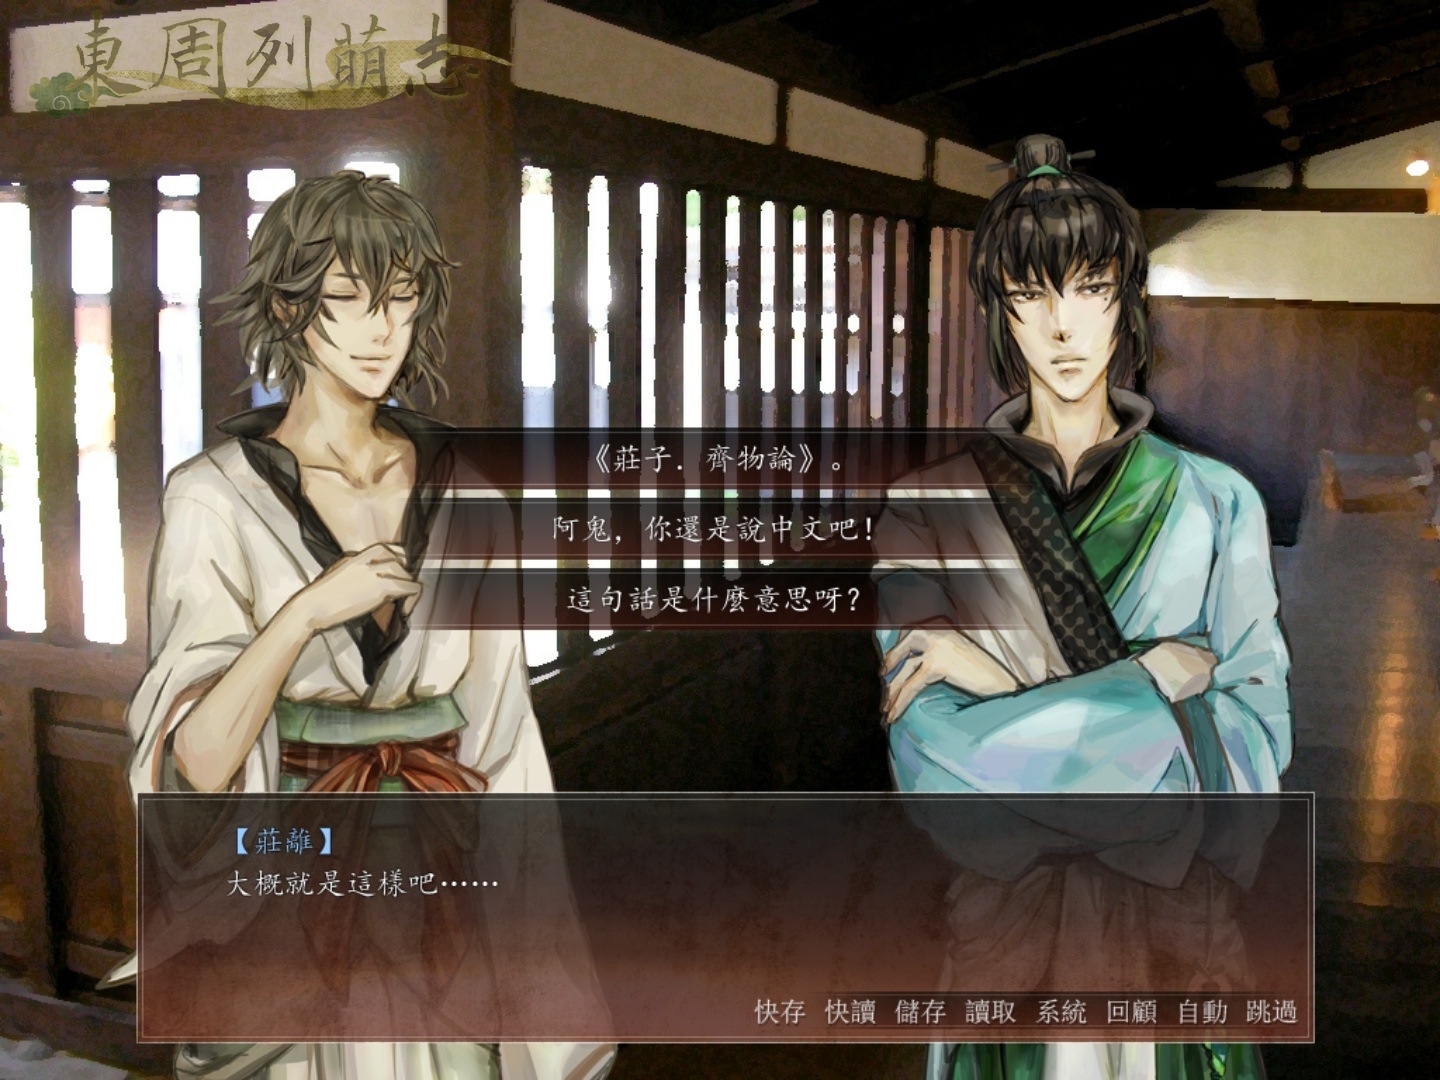 東周列萌志
《莊子．齊物論》。
阿鬼，你還是說中文吧！
這句話是什麼意思呀？
【莊離】
大概就是這樣吧……
快存 快讀 儲存 讀取 系統 回顧 自動 跳過